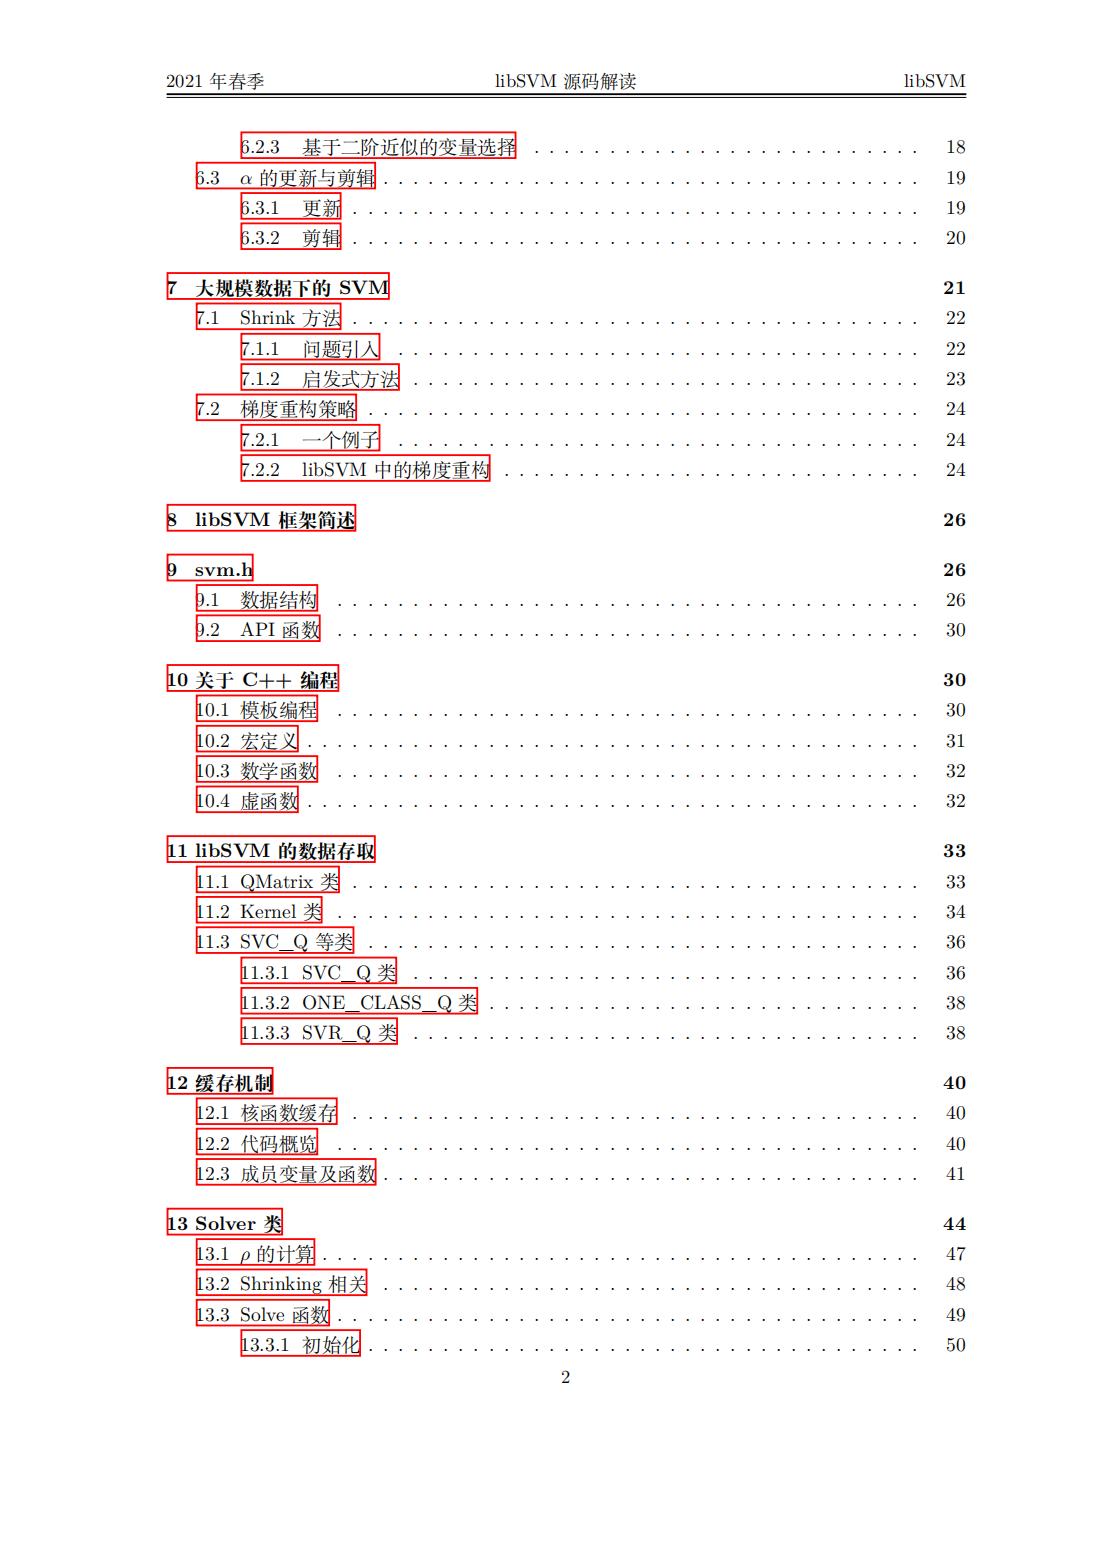 2021 年春季 libSVM 源码解读 libSVM
6.2.3 基于二阶近似的变量选择 . . . . . . . . . . . . . . . . . . . . . . . . . . 18
6.3 α 的更新与剪辑 . . . . . . . . . . . . . . . . . . . . . . . . . . . . . . . . . . . . 19
6.3.1 更新 . . . . . . . . . . . . . . . . . . . . . . . . . . . . . . . . . . . . . . 19
6.3.2 剪辑 . . . . . . . . . . . . . . . . . . . . . . . . . . . . . . . . . . . . . . 20
7 大规模数据下的 SVM 21
7.1 Shrink 方法 . . . . . . . . . . . . . . . . . . . . . . . . . . . . . . . . . . . . . . 22
7.1.1 问题引入 . . . . . . . . . . . . . . . . . . . . . . . . . . . . . . . . . . . 22
7.1.2 启发式方法 . . . . . . . . . . . . . . . . . . . . . . . . . . . . . . . . . . 23
7.2 梯度重构策略 . . . . . . . . . . . . . . . . . . . . . . . . . . . . . . . . . . . . . 24
7.2.1 一个例子 . . . . . . . . . . . . . . . . . . . . . . . . . . . . . . . . . . . 24
7.2.2 libSVM 中的梯度重构 . . . . . . . . . . . . . . . . . . . . . . . . . . . . 24
8 libSVM 框架简述 26
9 svm.h 26
9.1 数据结构 . . . . . . . . . . . . . . . . . . . . . . . . . . . . . . . . . . . . . . . 26
9.2 API 函数 . . . . . . . . . . . . . . . . . . . . . . . . . . . . . . . . . . . . . . . 30
10 关于 C++ 编程 30
10.1 模板编程 . . . . . . . . . . . . . . . . . . . . . . . . . . . . . . . . . . . . . . . 30
10.2 宏定义 . . . . . . . . . . . . . . . . . . . . . . . . . . . . . . . . . . . . . . . . . 31
10.3 数学函数 . . . . . . . . . . . . . . . . . . . . . . . . . . . . . . . . . . . . . . . 32
10.4 虚函数 . . . . . . . . . . . . . . . . . . . . . . . . . . . . . . . . . . . . . . . . . 32
11 libSVM 的数据存取 33
11.1 QMatrix 类 . . . . . . . . . . . . . . . . . . . . . . . . . . . . . . . . . . . . . . 33
11.2 Kernel 类 . . . . . . . . . . . . . . . . . . . . . . . . . . . . . . . . . . . . . . . 34
11.3 SVC_Q 等类 . . . . . . . . . . . . . . . . . . . . . . . . . . . . . . . . . . . . . 36
11.3.1 SVC_Q 类 . . . . . . . . . . . . . . . . . . . . . . . . . . . . . . . . . . 36
11.3.2 ONE_CLASS_Q 类 . . . . . . . . . . . . . . . . . . . . . . . . . . . . . 38
11.3.3 SVR_Q 类 . . . . . . . . . . . . . . . . . . . . . . . . . . . . . . . . . . 38
12 缓存机制 40
12.1 核函数缓存 . . . . . . . . . . . . . . . . . . . . . . . . . . . . . . . . . . . . . . 40
12.2 代码概览 . . . . . . . . . . . . . . . . . . . . . . . . . . . . . . . . . . . . . . . 40
12.3 成员变量及函数 . . . . . . . . . . . . . . . . . . . . . . . . . . . . . . . . . . . . 41
13 Solver 类 44
13.1 ρ 的计算 . . . . . . . . . . . . . . . . . . . . . . . . . . . . . . . . . . . . . . . . 47
13.2 Shrinking 相关 . . . . . . . . . . . . . . . . . . . . . . . . . . . . . . . . . . . . 48
13.3 Solve 函数 . . . . . . . . . . . . . . . . . . . . . . . . . . . . . . . . . . . . . . . 49
13.3.1 初始化 . . . . . . . . . . . . . . . . . . . . . . . . . . . . . . . . . . . . . 50
2